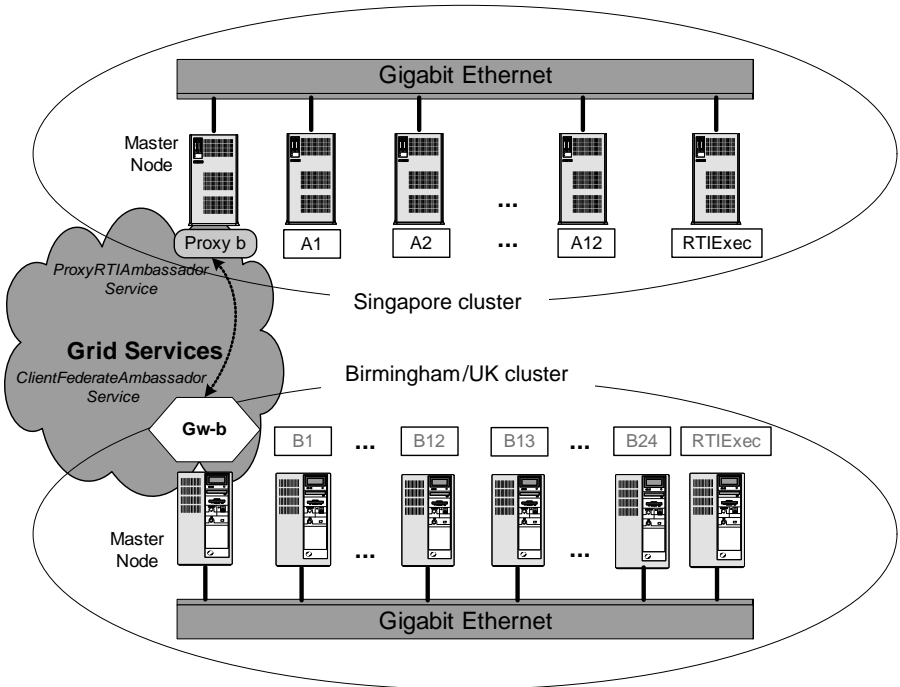 Gigabit Ethernet
Master
Node
...
Proxy b
A1
A2
...
A12
RTIExec
ProxyRTIAmbassador
Service
Singapore cluster
Grid Services
ClientFederateAmbassador
Service
Birmingham/UK cluster
Gw-b
B1
...
B12
B13
...
B24
RTIExec
Master
Node
...
...
Gigabit Ethernet